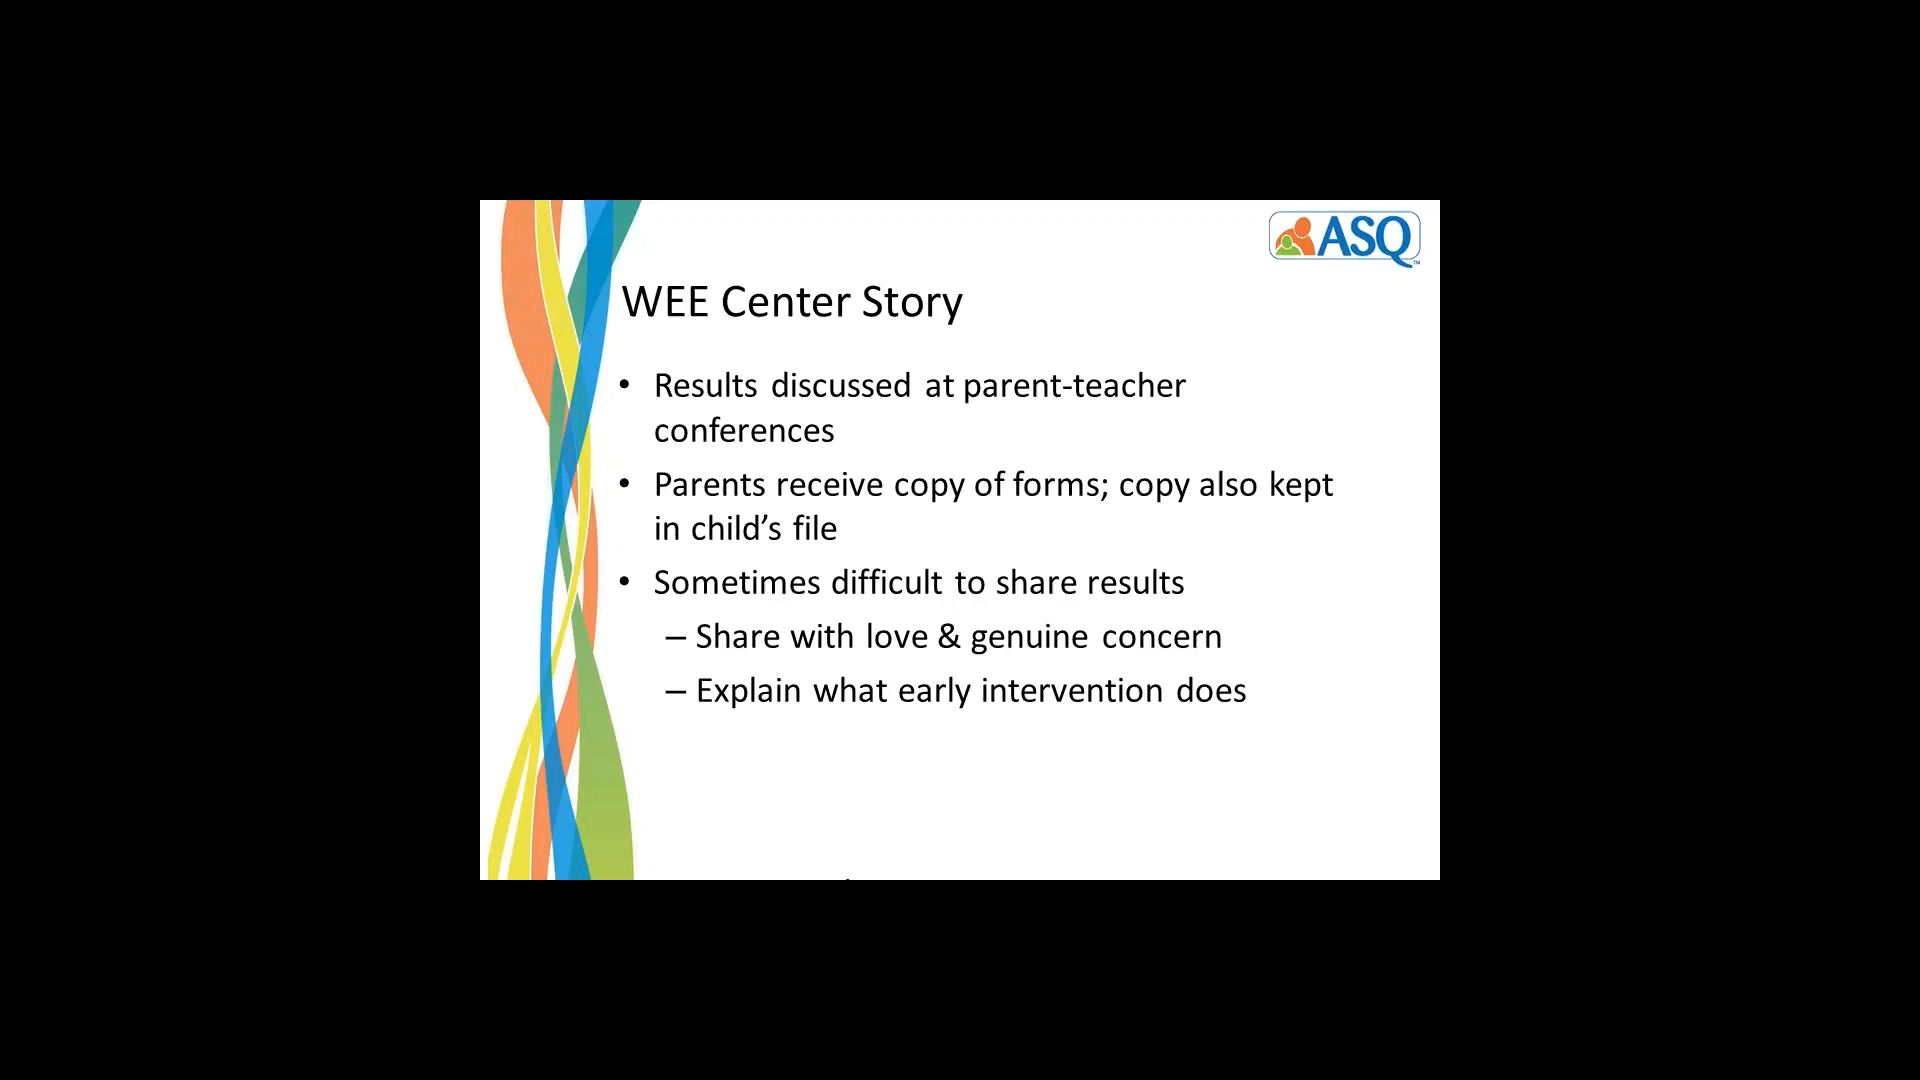 ASQ™
WEE Center Story
• Results discussed at parent-teacher
conferences
• Parents receive copy of forms; copy also kept
in child’s file
• Sometimes difficult to share results
– Share with love & genuine concern
– Explain what early intervention does